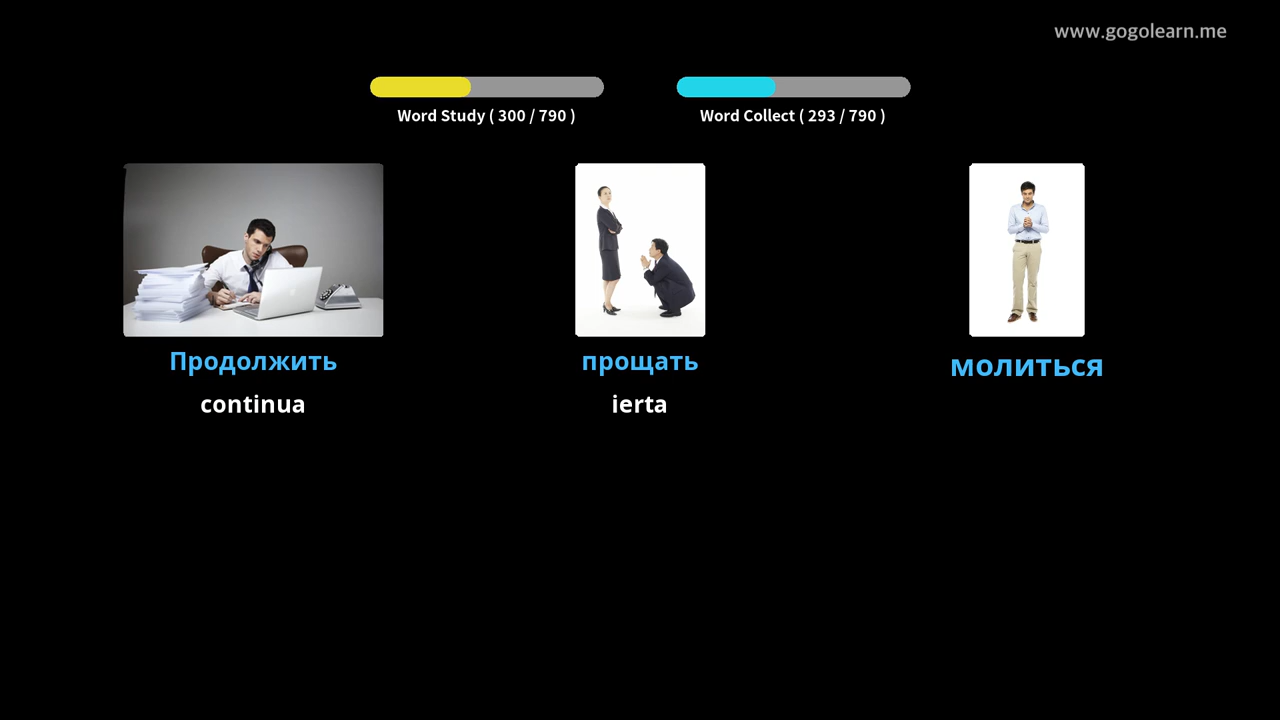 www.gogolearn.me
Word Study ( 300 / 790 )
Word Collect ( 293 / 790 )
Продолжить
прощать
молиться
continua
ierta